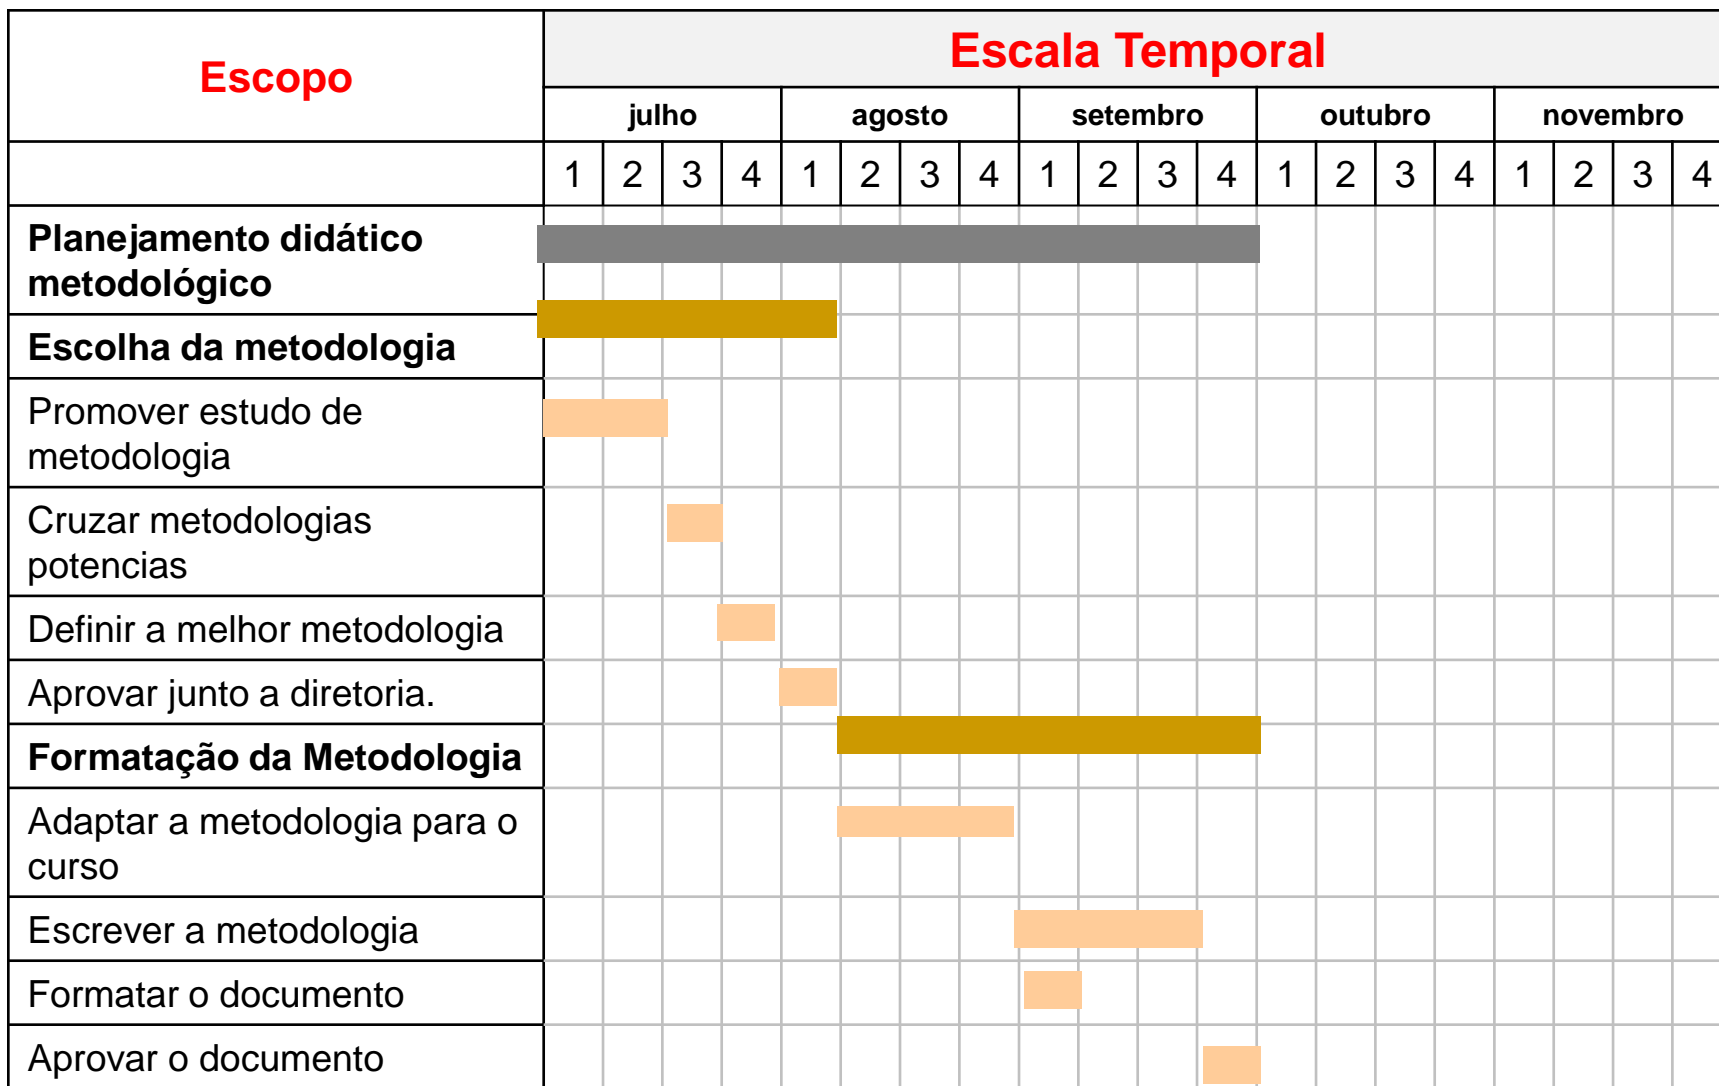 Escopo
Escala Temporal
julho agosto setembro outubro novembro
1 2 3 4 1 2 3 4 1 2 3 4 1 2 3 4 1 2 3 4
Planejamento didático
metodológico
Escolha da metodologia
Promover estudo de
metodologia
Cruzar metodologias
potencias
Definir a melhor metodologia
Aprovar junto a diretoria.
Formatação da Metodologia
Adaptar a metodologia para o
curso
Escrever a metodologia
Formatar o documento
Aprovar o documento